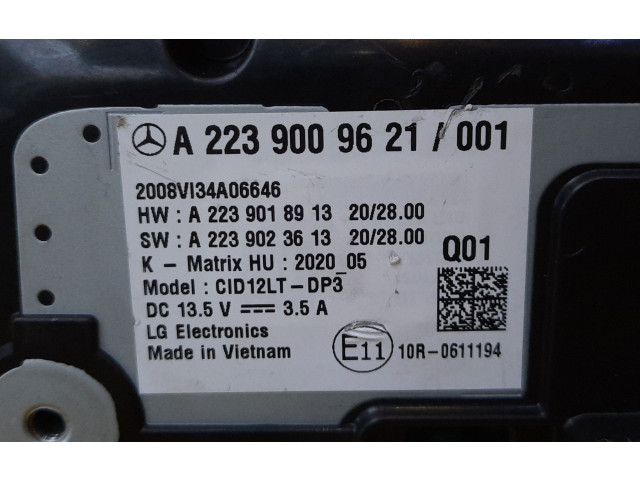 A 223 900 96 21 / 001
2008VI34A06646
HW : A 223 901 89 13 20/28.00
SW : A 223 902 36 13 20/28.00
K - Matrix HU : 2020_05 Q01
Model : CID12LT-DP3
DC 13.5 V ⎓ 3.5 A
LG Electronics
Made in Vietnam E11 10R-0611194